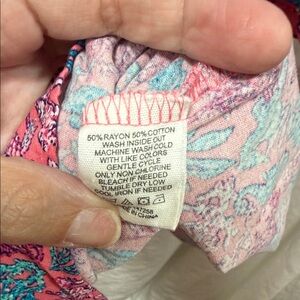 50% RAYON 50% COTTON
WASH INSIDE OUT
MACHINE WASH COLD
WITH LIKE COLORS
GENTLE CYCLE
ONLY NON CHLORINE
BLEACH IF NEEDED
TUMBLE DRY LOW
COOL IRON IF NEEDED
CHINA